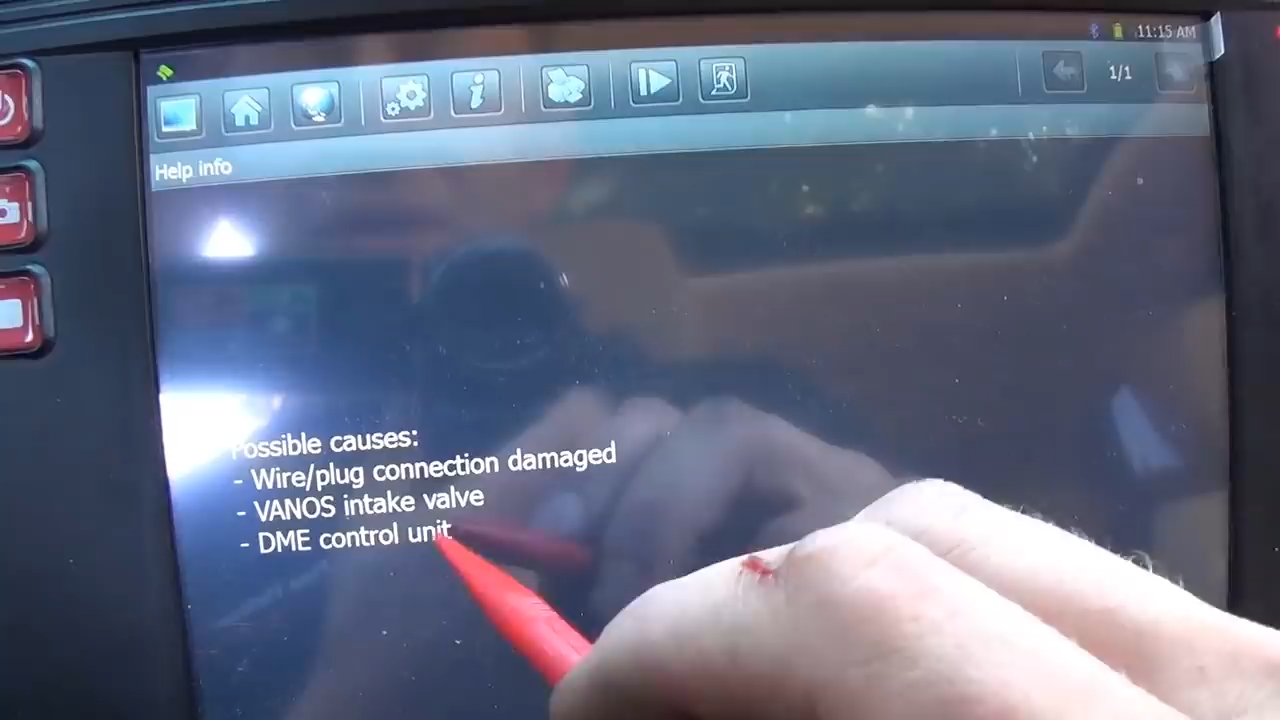 11:15 AM
1/1
Help info
Possible causes:
- Wire/plug connection damaged
- VANOS intake valve
- DME control unit